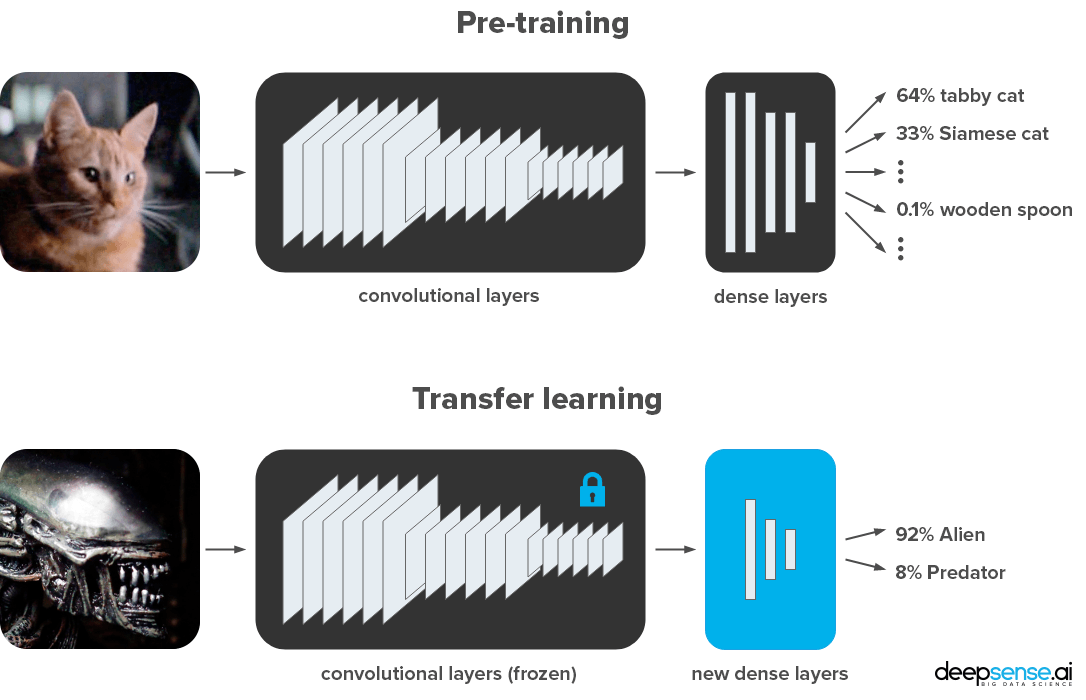 Pre-training
64% tabby cat
33% Siamese cat
0.1% wooden spoon
convolutional layers
dense layers
Transfer learning
92% Alien
8% Predator
convolutional layers (frozen)
new dense layers
deepsense.ai
BIG DATA SCIENCE